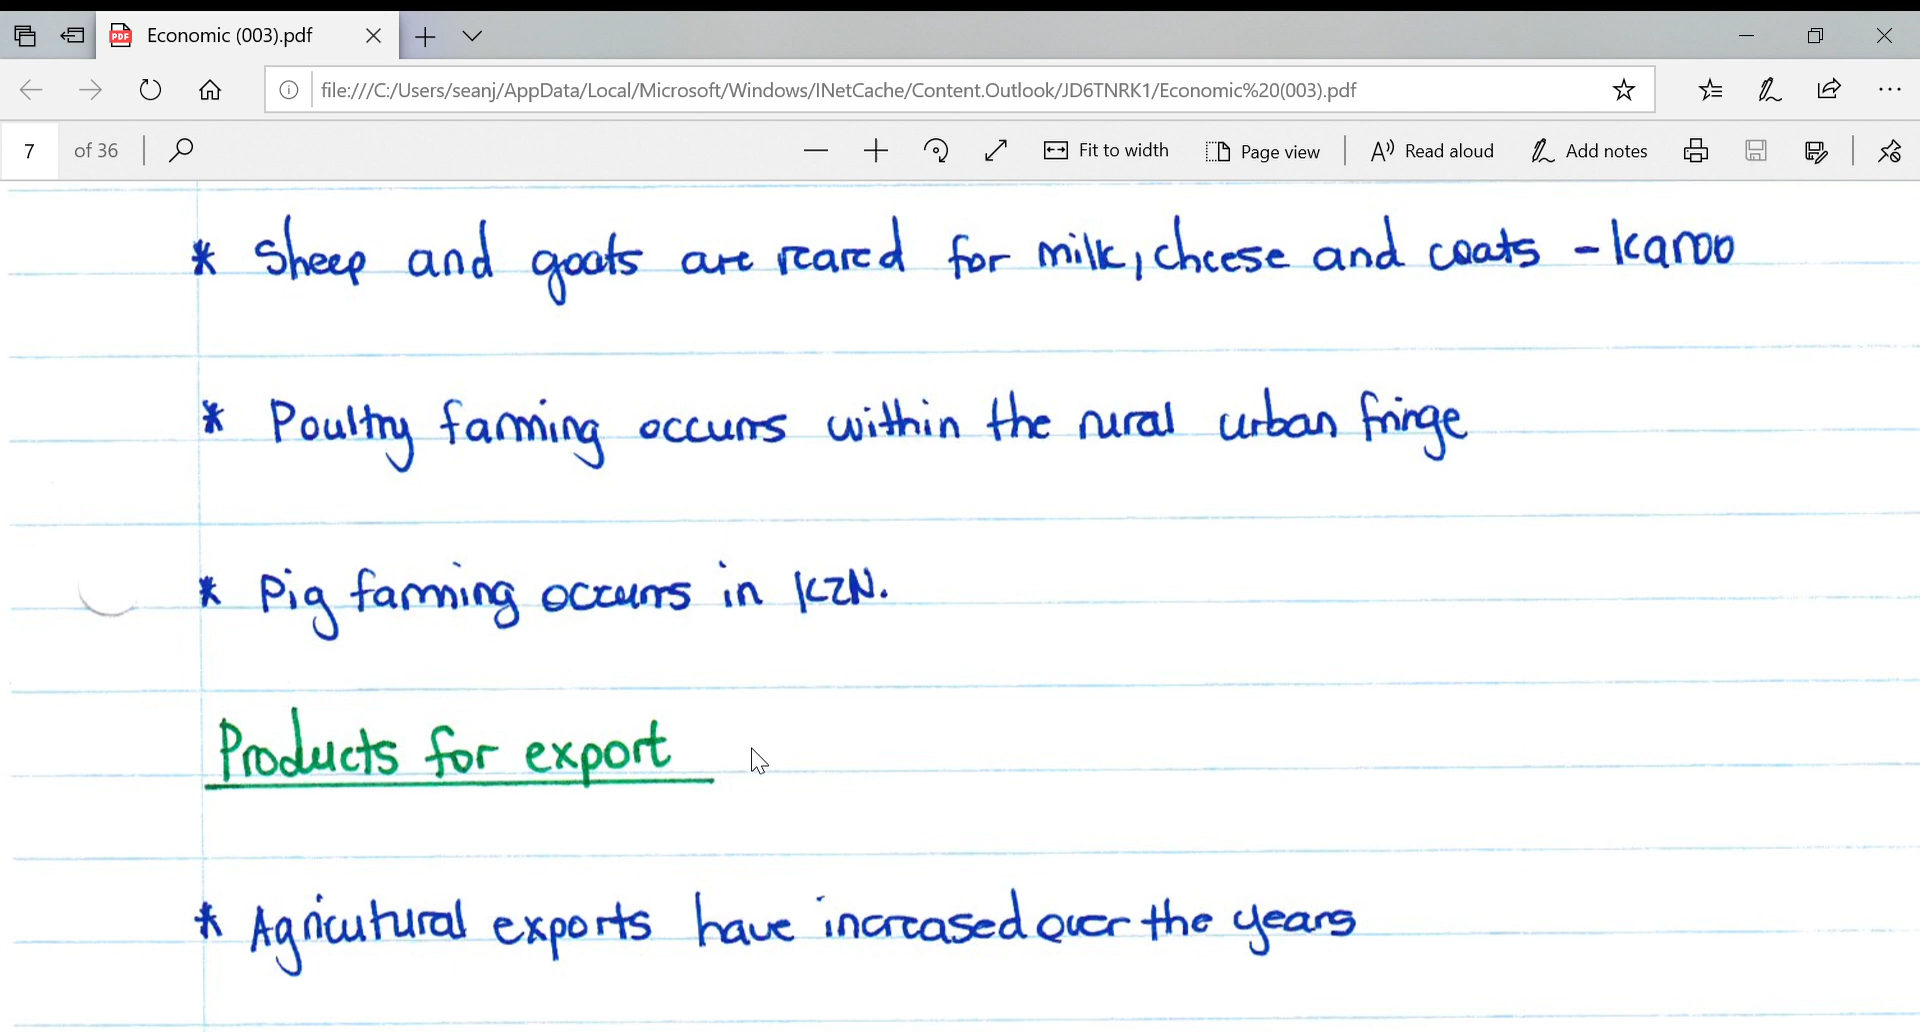 Economic (003).pdf
file:///C:/Users/seanj/AppData/Local/Microsoft/Windows/INetCache/Content.Outlook/JD6TNRK1/Economic%20(003).pdf
7 of 36 Fit to width Page view Read aloud Add notes
* Sheep and goats are reared for milk, cheese and coats - Karoo
* Poultry farming occurs within the rural urban fringe
* Pig farming occurs in KZN.
Products for export
* Agricutural exports have increased over the years